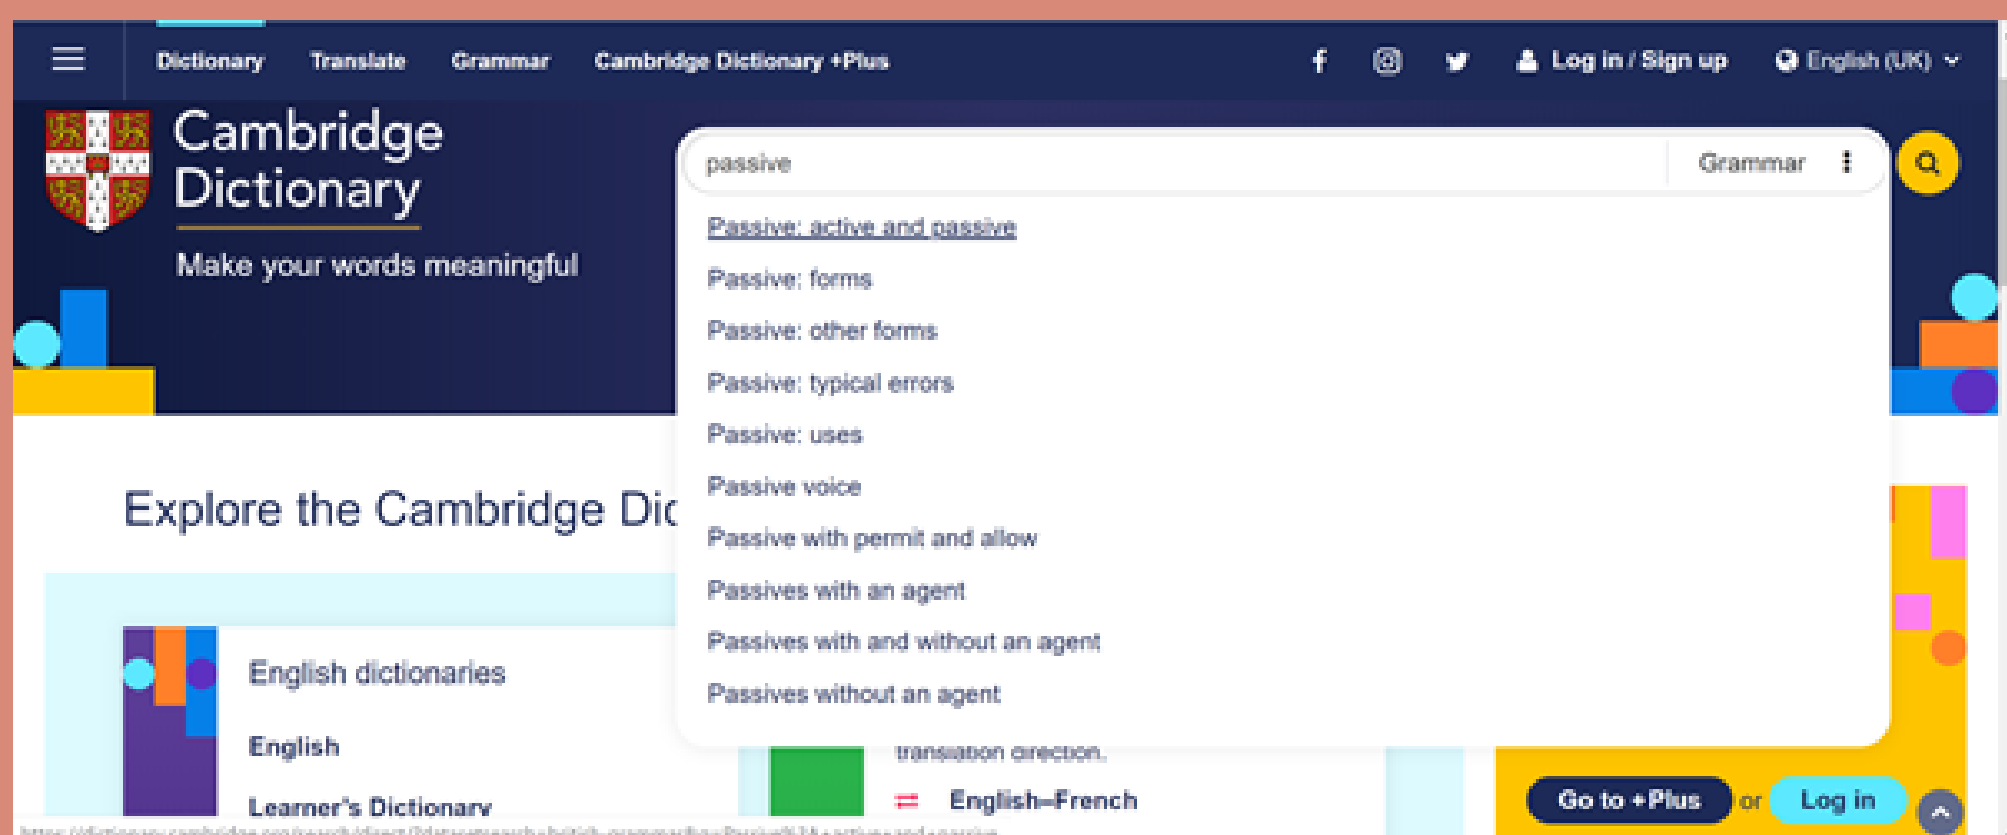 Dictionary Translate Grammar Cambridge Dictionary +Plus Log in / Sign up English (UK)
Cambridge
Dictionary
Make your words meaningful
passive Grammar
Passive: active and passive
Passive: forms
Passive: other forms
Passive: typical errors
Passive: uses
Passive voice
Passive with permit and allow
Passives with an agent
Passives with and without an agent
Passives without an agent
Explore the Cambridge Dic
English dictionaries
English
Learner's Dictionary
translation direction.
English–French
Go to +Plus or Log in